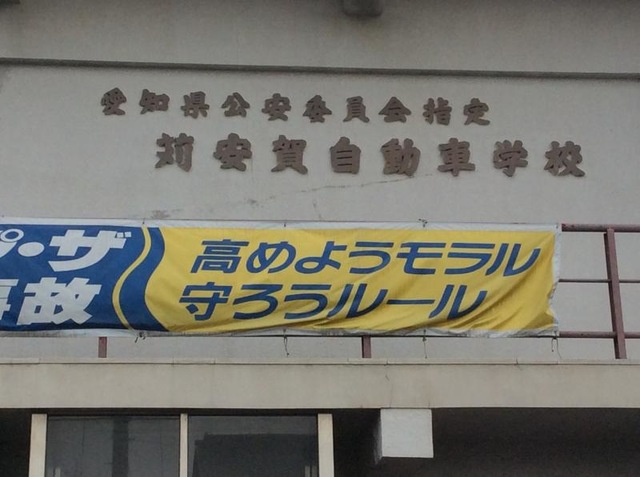 愛知県公安委員会指定
苅安賀自動車学校
プ・ザ
事故
高めようモラル
守ろうルール